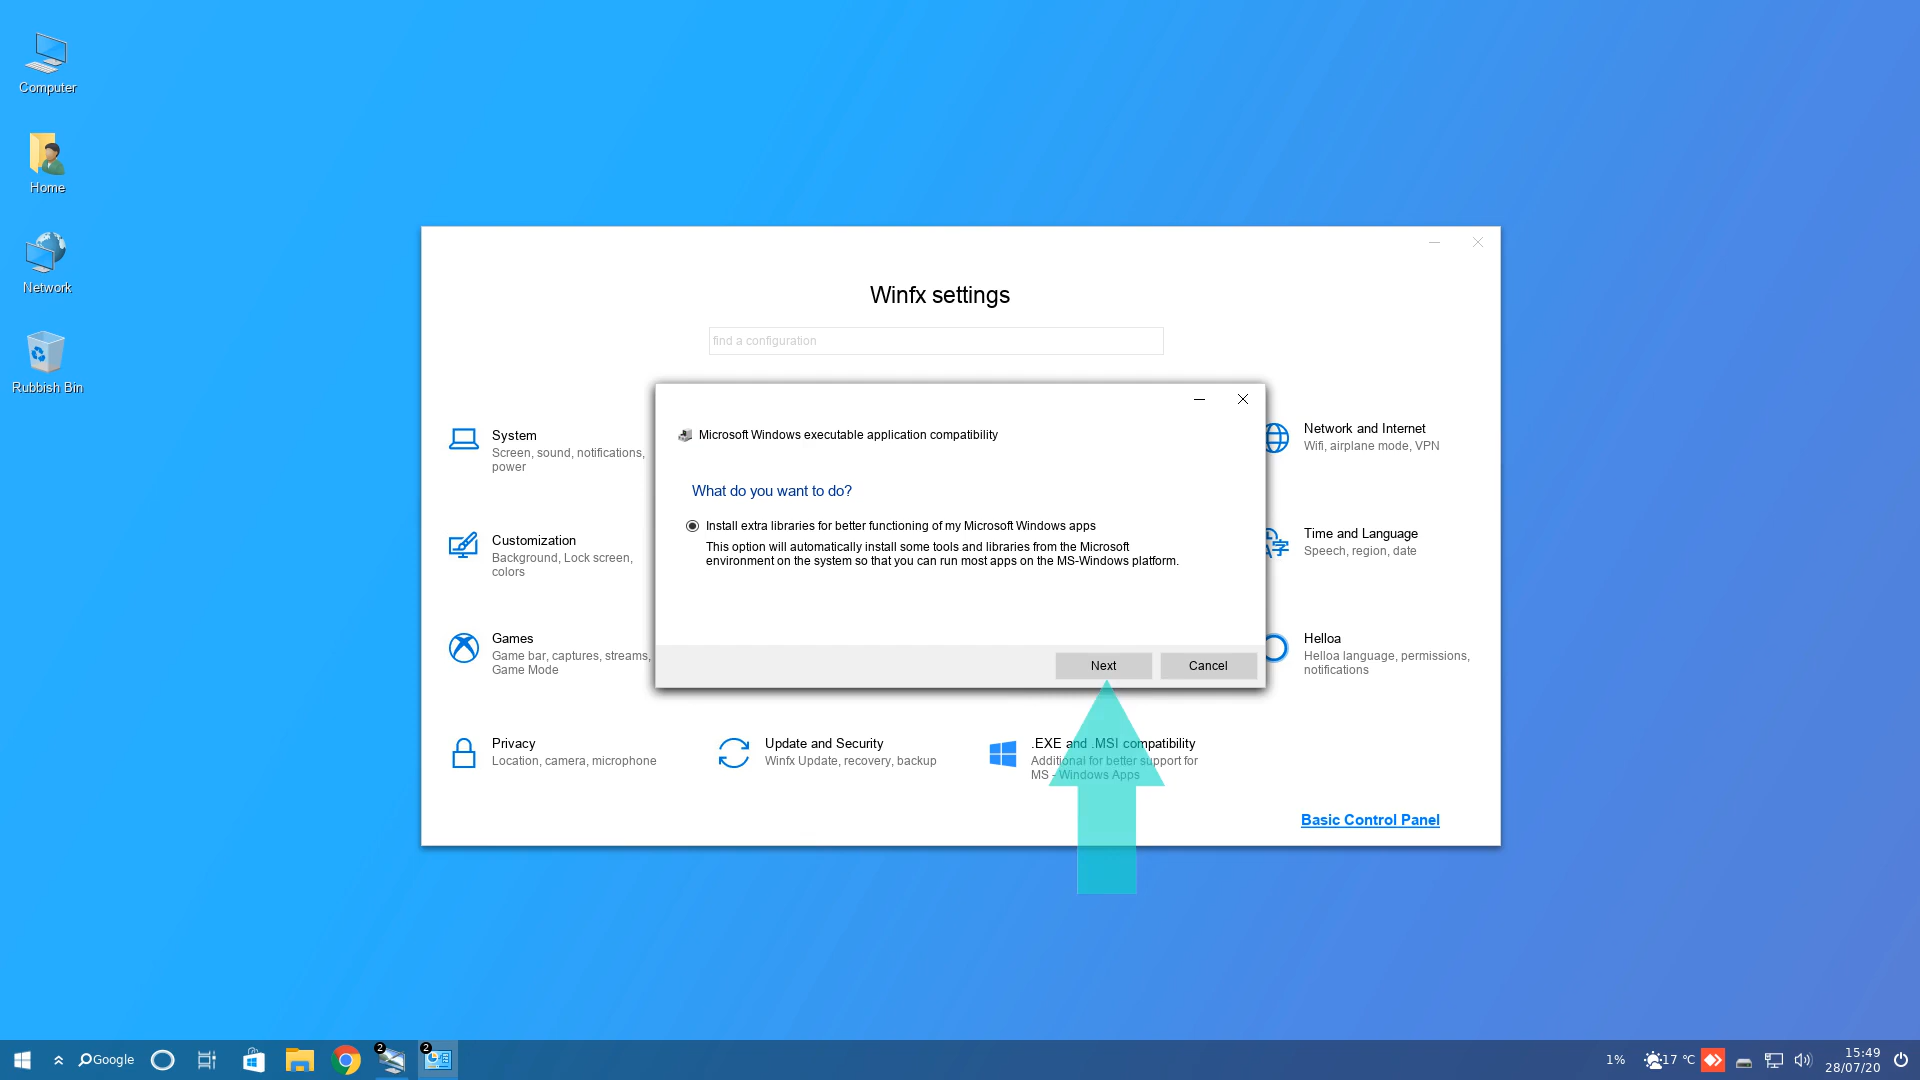 Computer
Home
Network
Rubbish Bin
Winfx settings
find a configuration
System
Screen, sound, notifications,
power
Network and Internet
Wifi, airplane mode, VPN
Customization
Background, Lock screen,
colors
Time and Language
Speech, region, date
Games
Game bar, captures, streams,
Game Mode
Helloa
Helloa language, permissions,
notifications
Microsoft Windows executable application compatibility
What do you want to do?
Install extra libraries for better functioning of my Microsoft Windows apps
This option will automatically install some tools and libraries from the Microsoft
environment on the system so that you can run most apps on the MS-Windows platform.
Next
Cancel
Privacy
Location, camera, microphone
Update and Security
Winfx Update, recovery, backup
.EXE and .MSI compatibility
Additional for better support for
MS - Windows Apps
Basic Control Panel
Google
2
2
1%
17 °C
15:49
28/07/20